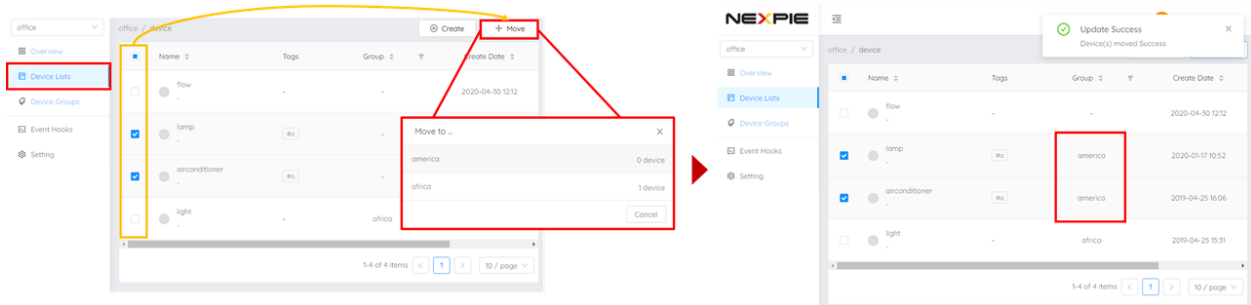 office
Overview
Device Lists
Device Groups
Event Hooks
Setting
office / device
Create
+ Move
Name Tags Group Create Date
flow - - 2020-04-30 12:12
-
lamp #a -
-
airconditioner #a -
-
light - africa
-
1-4 of 4 items < 1 > 10 / page
Move to ... X
america 0 device
africa 1 device
Cancel
NEXPIE
office
Overview
Device Lists
Device Groups
Event Hooks
Setting
office / device
Update Success X
Device(s) moved Success
Name Tags Group Create Date
flow - - 2020-04-30 12:12
-
lamp #a america 2020-01-17 10:52
-
airconditioner #a america 2019-04-25 16:06
-
light - africa 2019-04-25 15:31
-
1-4 of 4 items < 1 > 10 / page